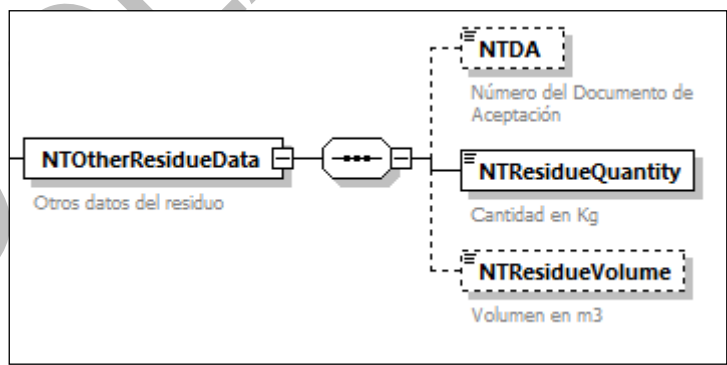 NTDA
Número del Documento de
Aceptación
NTOtherResidueData
Otros datos del residuo
NTResidueQuantity
Cantidad en Kg
NTResidueVolume
Volumen en m3